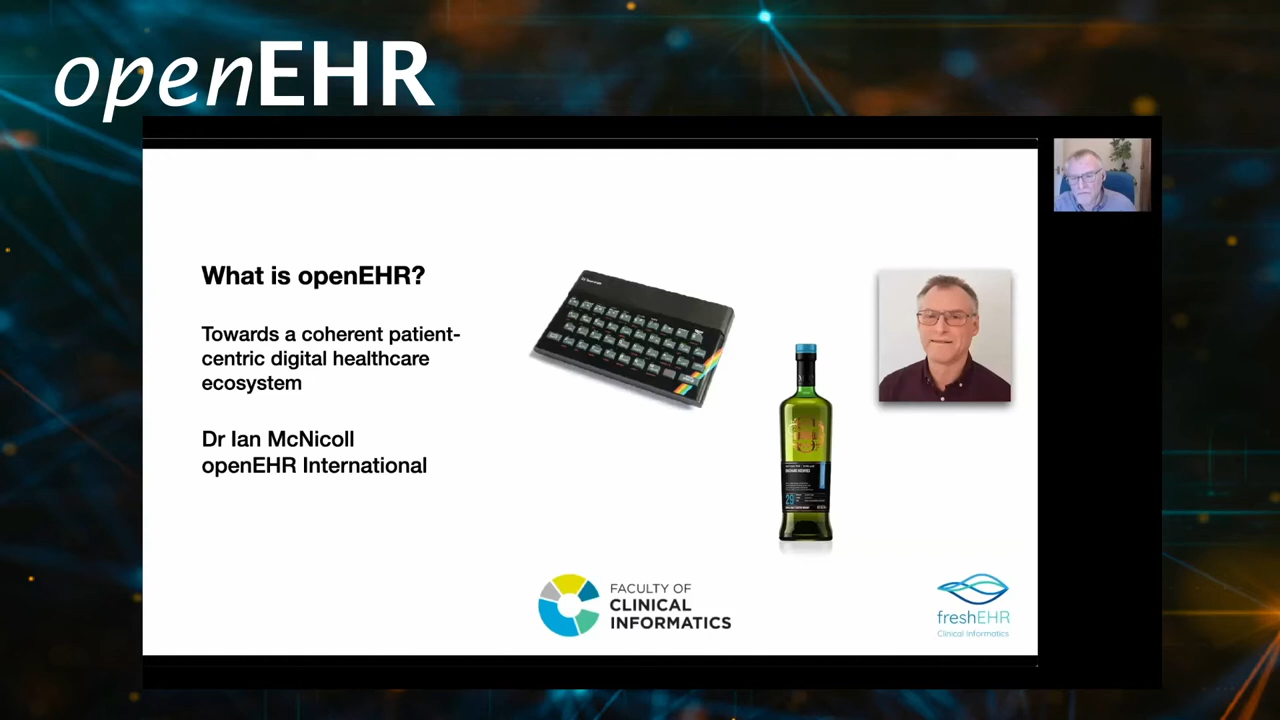 openEHR
What is openEHR?
Towards a coherent patient-
centric digital healthcare
ecosystem
Dr Ian McNicoll
openEHR International
29
FACULTY OF
CLINICAL
INFORMATICS
freshEHR
Clinical Informatics